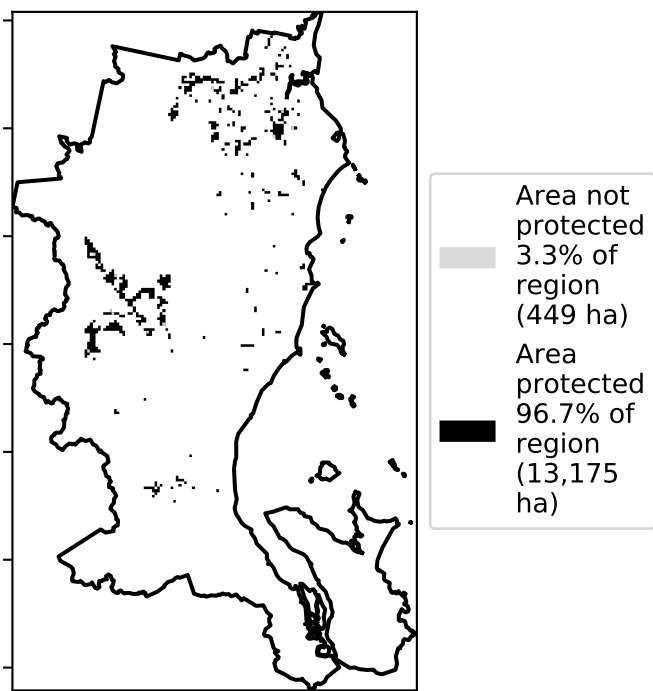 Area not
protected
3.3% of
region
(449 ha)
Area
protected
96.7% of
region
(13,175
ha)